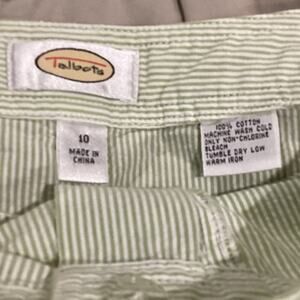 Talbots
10
MADE IN
CHINA
100% COTTON
MACHINE WASH COLD
ONLY NON-CHLORINE
BLEACH
TUMBLE DRY LOW
WARM IRON